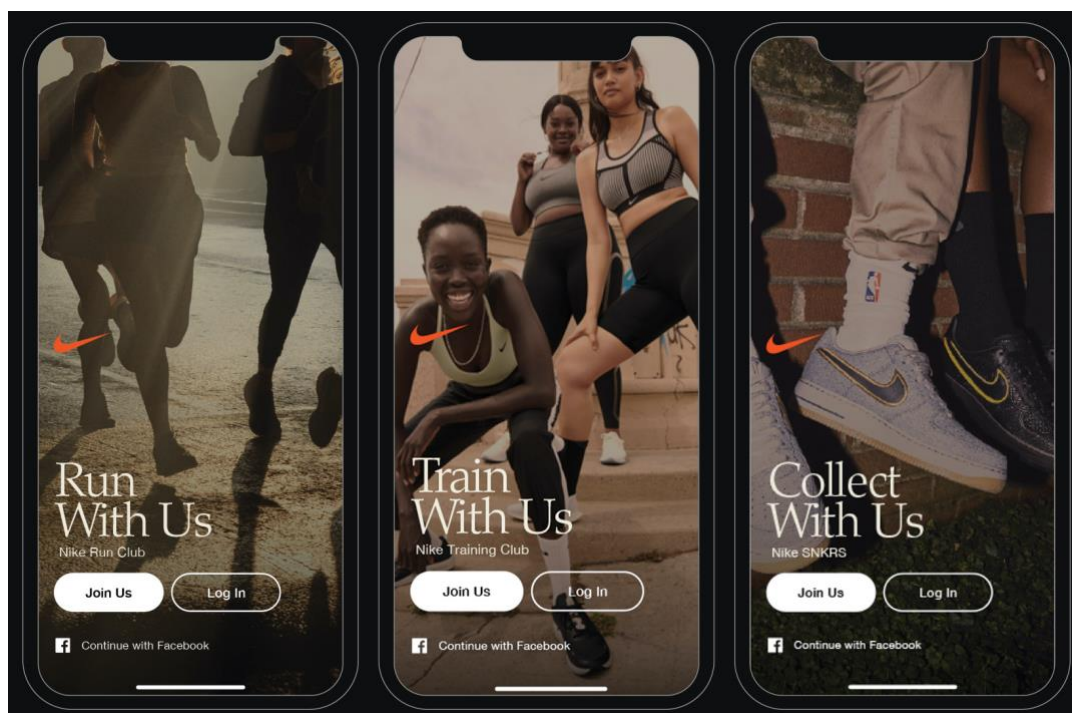 Run
With Us
Nike Run Club
Join Us
Log In
Continue with Facebook
Train
With Us
Nike Training Club
Join Us
Log In
Continue with Facebook
Collect
With Us
Nike SNKRS
Join Us
Log In
Continue with Facebook